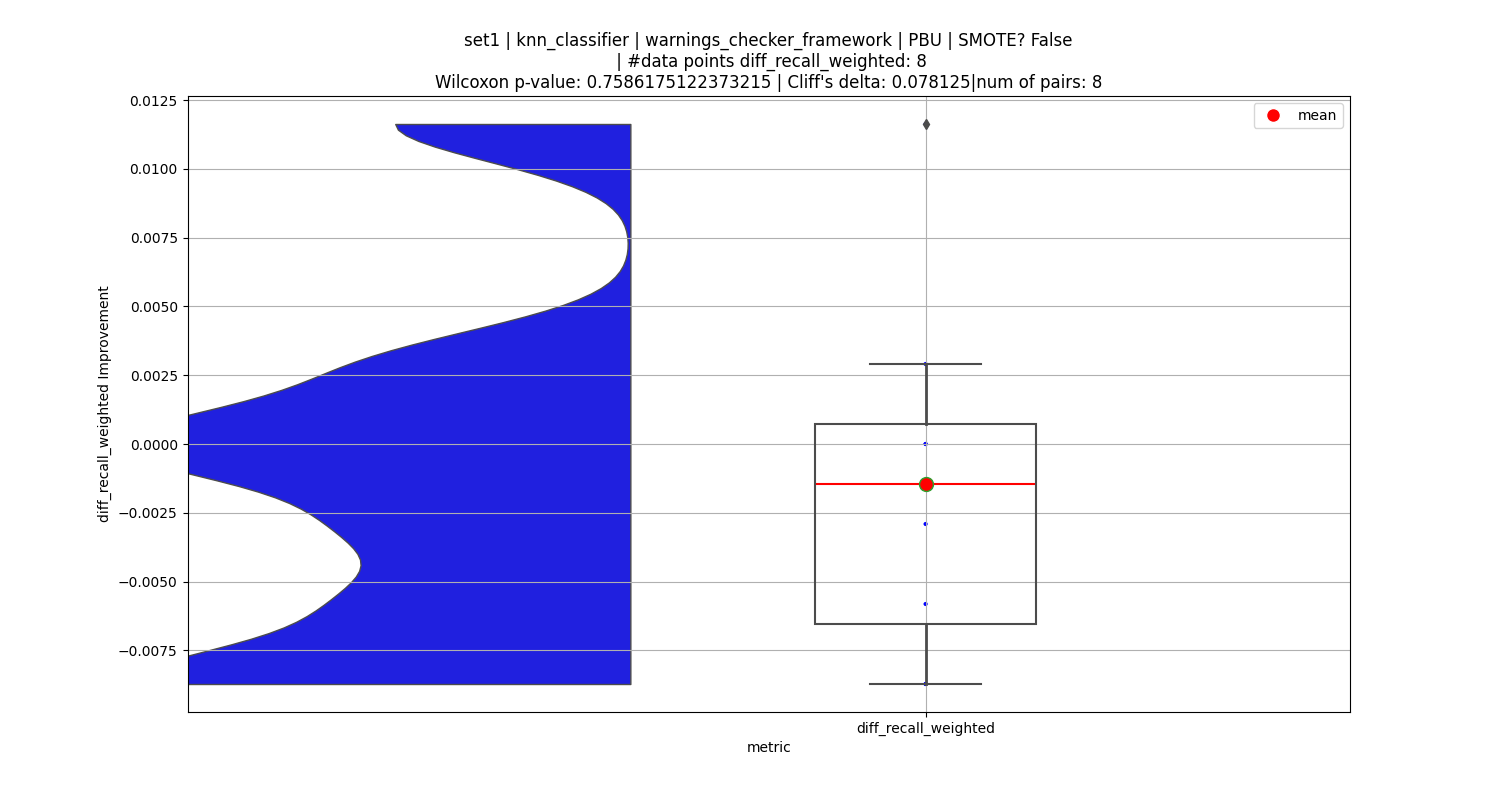 set1 | knn_classifier | warnings_checker_framework | PBU | SMOTE? False
| #data points diff_recall_weighted: 8
Wilcoxon p-value: 0.7586175122373215 | Cliff's delta: 0.078125|num of pairs: 8
mean
0.0125
0.0100
0.0075
0.0050
0.0025
0.0000
−0.0025
−0.0050
−0.0075
diff_recall_weighted Improvement
diff_recall_weighted
metric